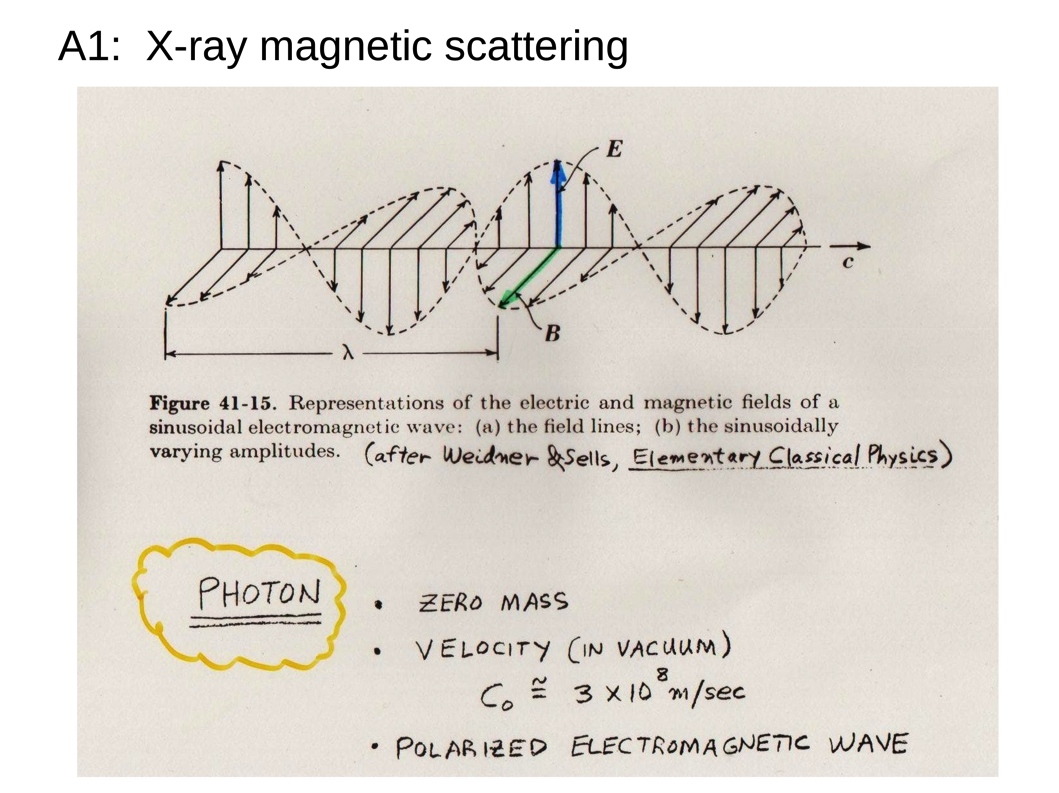 A1:  X-ray magnetic scattering
E
c
B
λ
Figure 41-15. Representations of the electric and magnetic fields of a
sinusoidal electromagnetic wave: (a) the field lines; (b) the sinusoidally
varying amplitudes. (after Weidner & Sells, Elementary Classical Physics)
PHOTON
• ZERO MASS
• VELOCITY (IN VACUUM)
C₀ ≅ 3 X 10⁸ m/sec
• POLARIZED ELECTROMAGNETIC WAVE